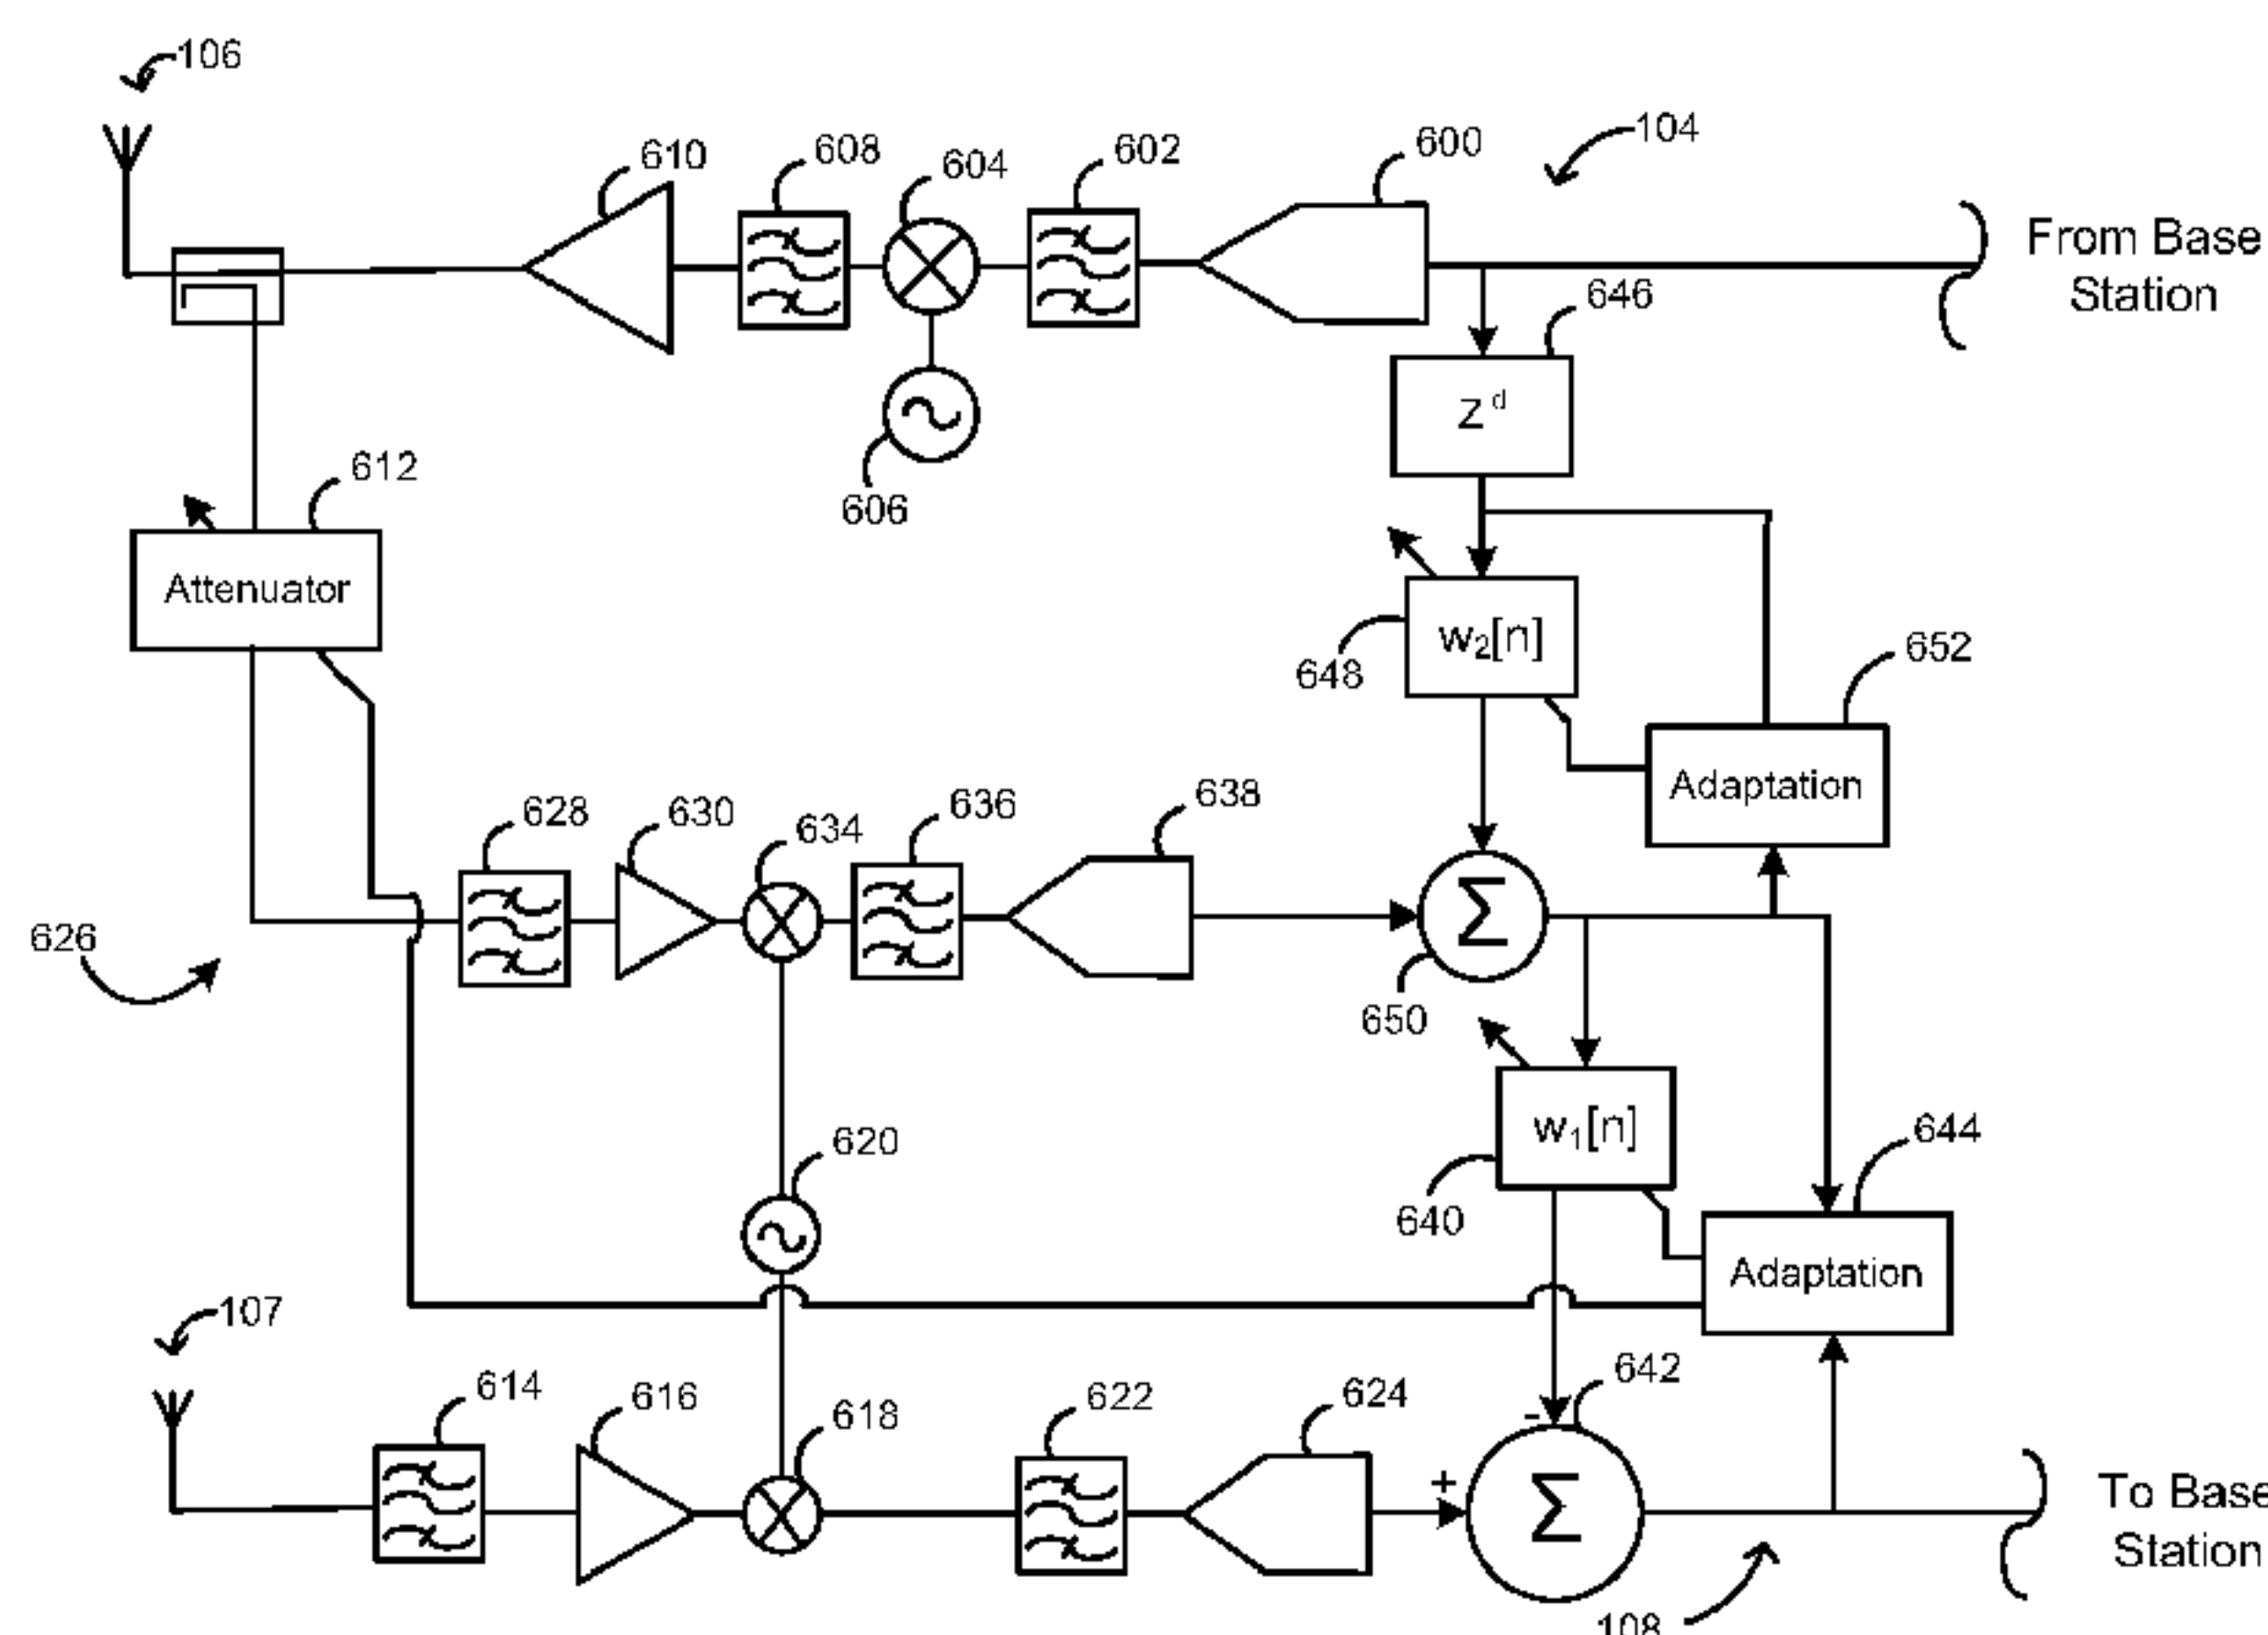 106
104
610
608
604
602
600
From Base
Station
646
z d
606
612
Attenuator
w2[n]
648
652
Adaptation
628
630
634
636
638
626
Σ
650
620
w1[n]
640
644
Adaptation
107
614
616
618
622
624
642
-
+
Σ
To Base
Station
108